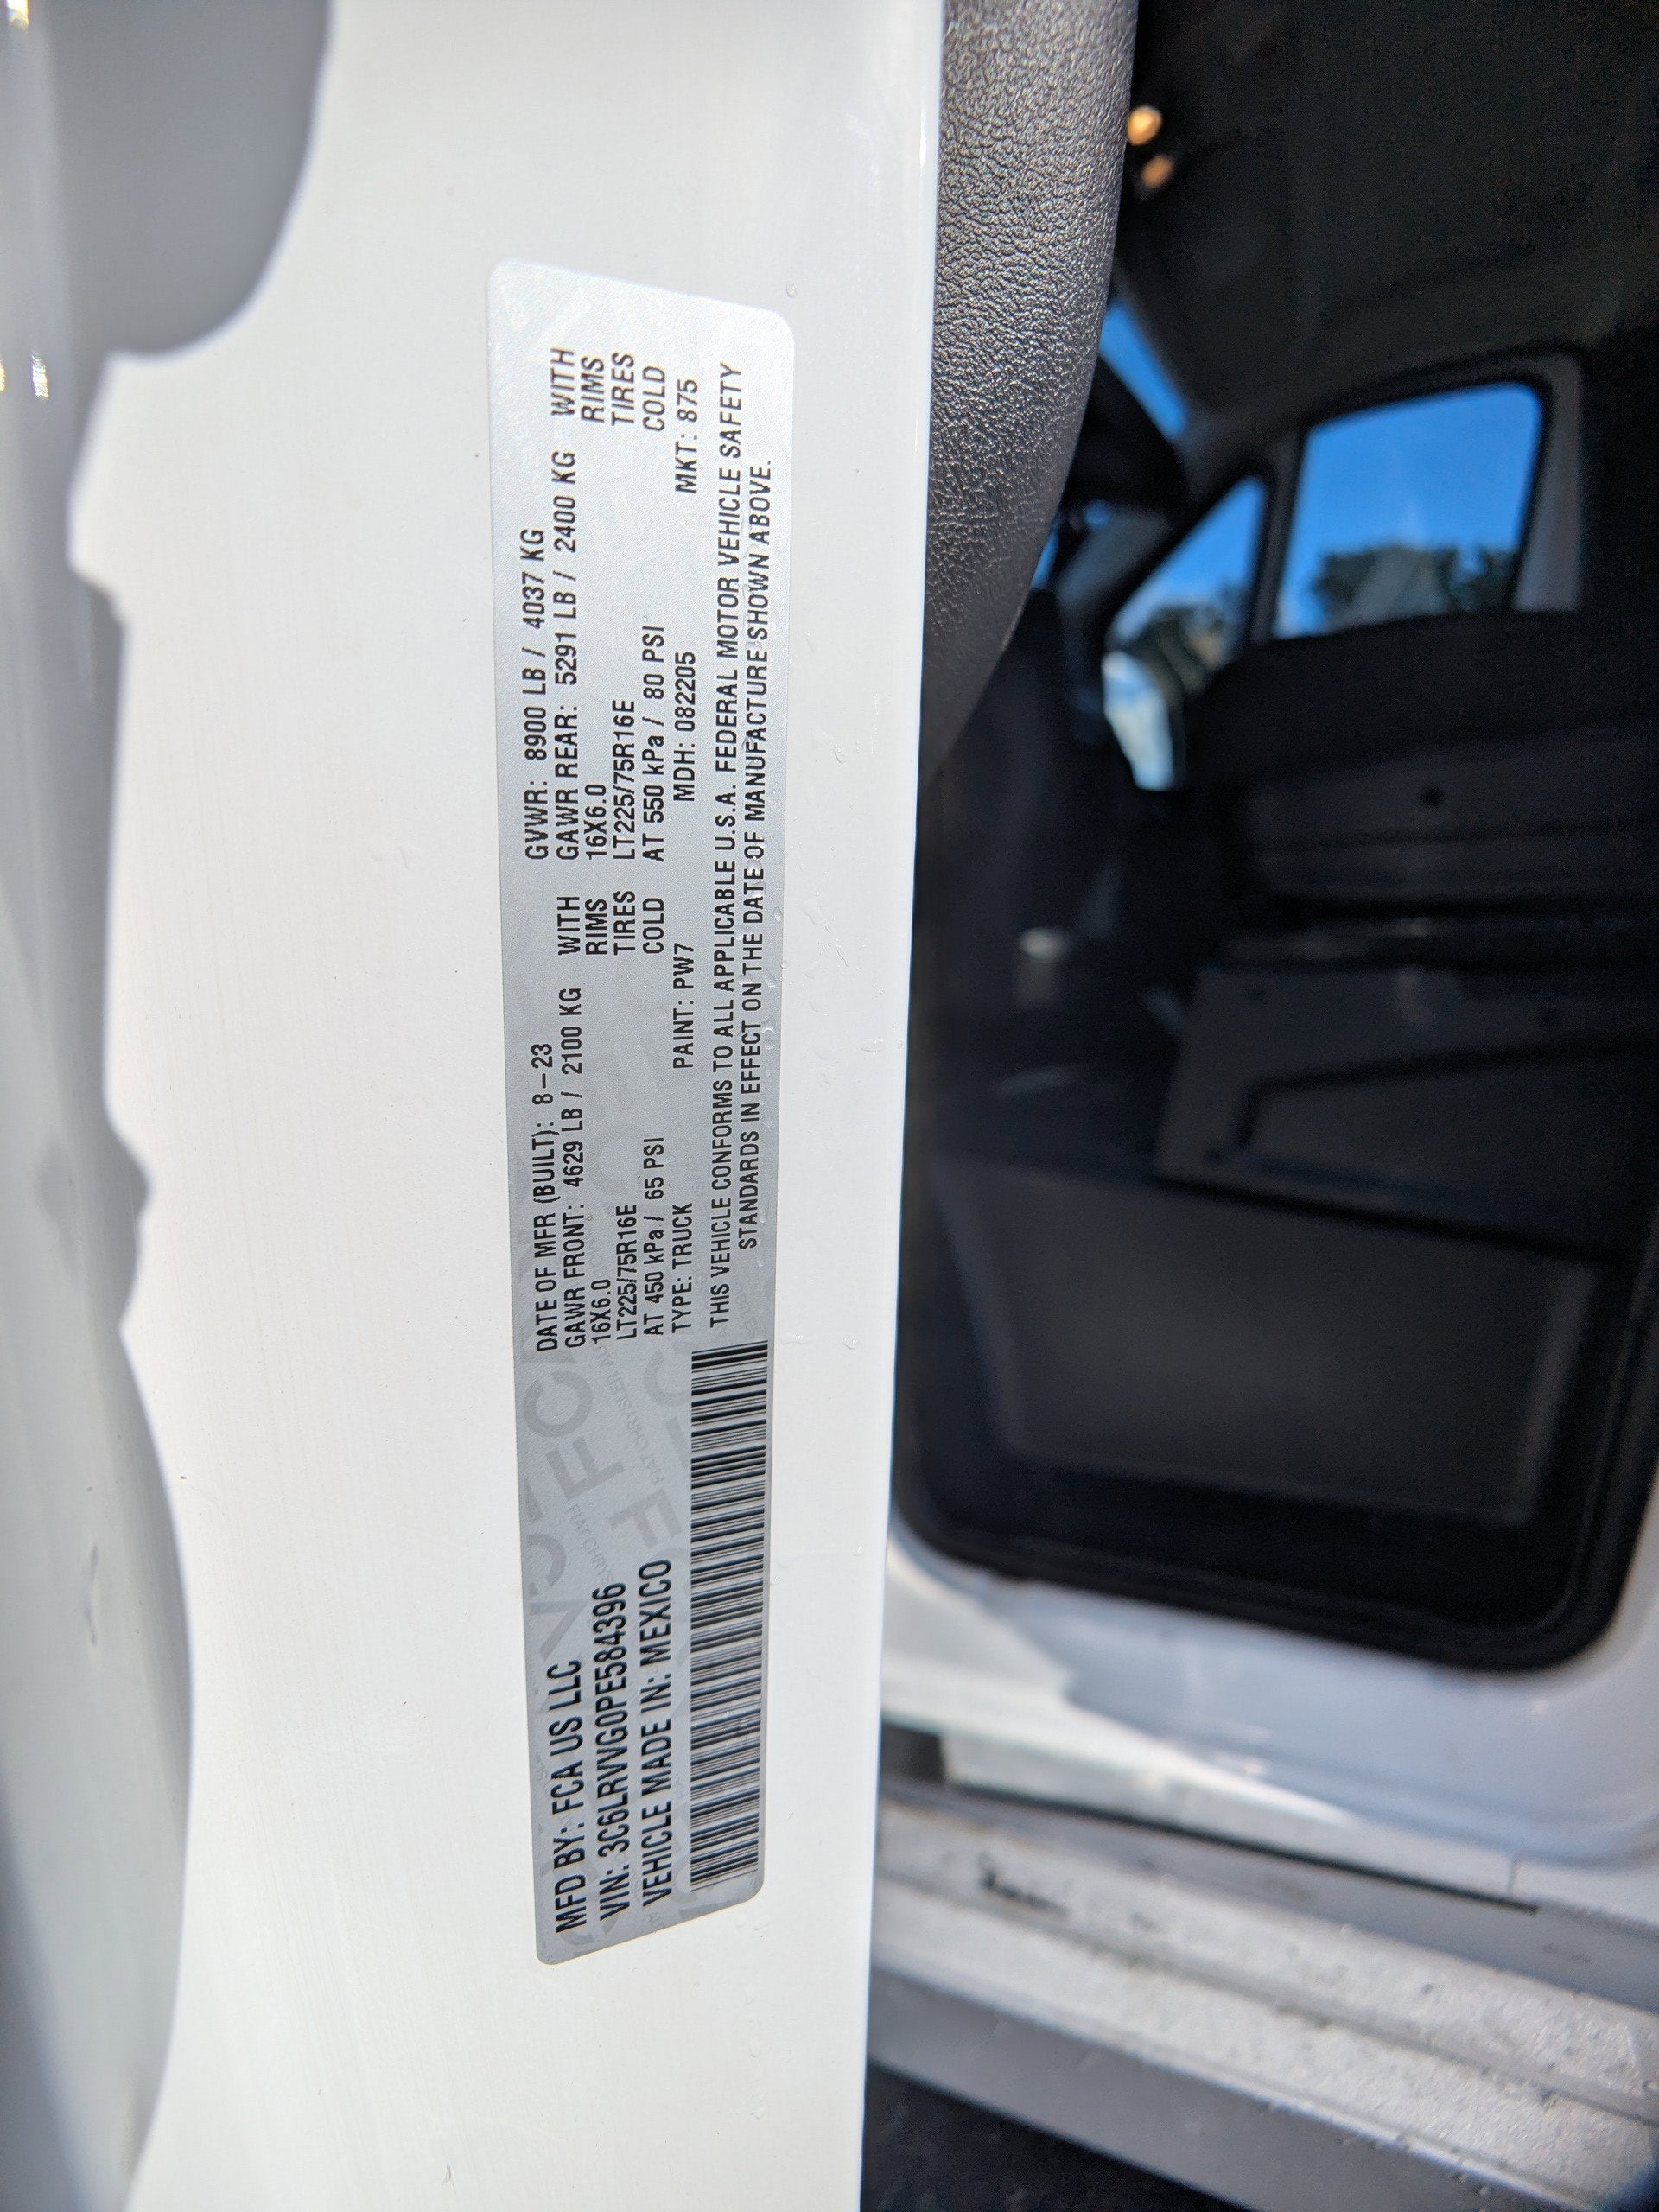 MFD BY: FCA US LLC
VIN: 3C6LRVVG0PE584396
VEHICLE MADE IN: MEXICO
DATE OF MFR (BUILT): 8-23 GVWR: 8900 LB / 4037 KG
GAWR FRONT: 4629 LB / 2100 KG WITH GAWR REAR: 5291 LB / 2400 KG WITH
16X6.0 RIMS 16X6.0 RIMS
LT225/75R16E TIRES LT225/75R16E TIRES
AT 450 kPa / 65 PSI COLD AT 550 kPa / 80 PSI COLD
TYPE: TRUCK PAINT: PW7 MDH: 082205 MKT: 875
THIS VEHICLE CONFORMS TO ALL APPLICABLE U.S.A. FEDERAL MOTOR VEHICLE SAFETY
STANDARDS IN EFFECT ON THE DATE OF MANUFACTURE SHOWN ABOVE.